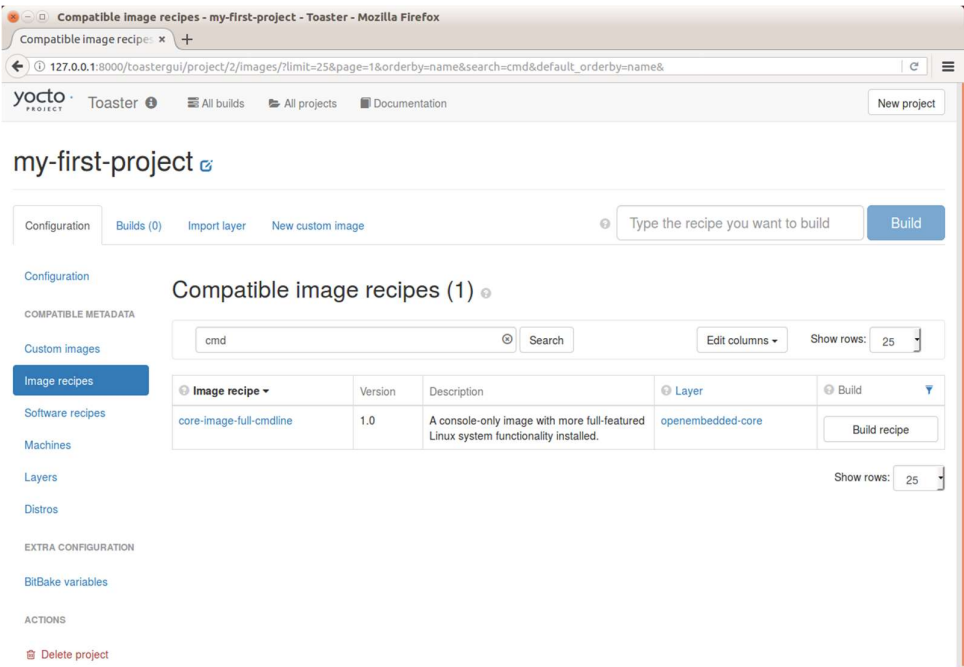 Compatible image recipes - my-first-project - Toaster - Mozilla Firefox
Compatible image recipes × +
127.0.0.1:8000/toastergui/project/2/images/?limit=25&page=1&orderby=name&search=cmd&default_orderby=name&
yocto PROJECT Toaster All builds All projects Documentation New project
my-first-project
Configuration Builds (0) Import layer New custom image Type the recipe you want to build Build
Configuration
Compatible image recipes (1)
COMPATIBLE METADATA
cmd Search Edit columns Show rows: 25
Custom images
Image recipes
Image recipe Version Description Layer Build
Software recipes
core-image-full-cmdline 1.0 A console-only image with more full-featured openembedded-core Build recipe
Linux system functionality installed.
Machines
Layers
Show rows: 25
Distros
EXTRA CONFIGURATION
BitBake variables
ACTIONS
Delete project